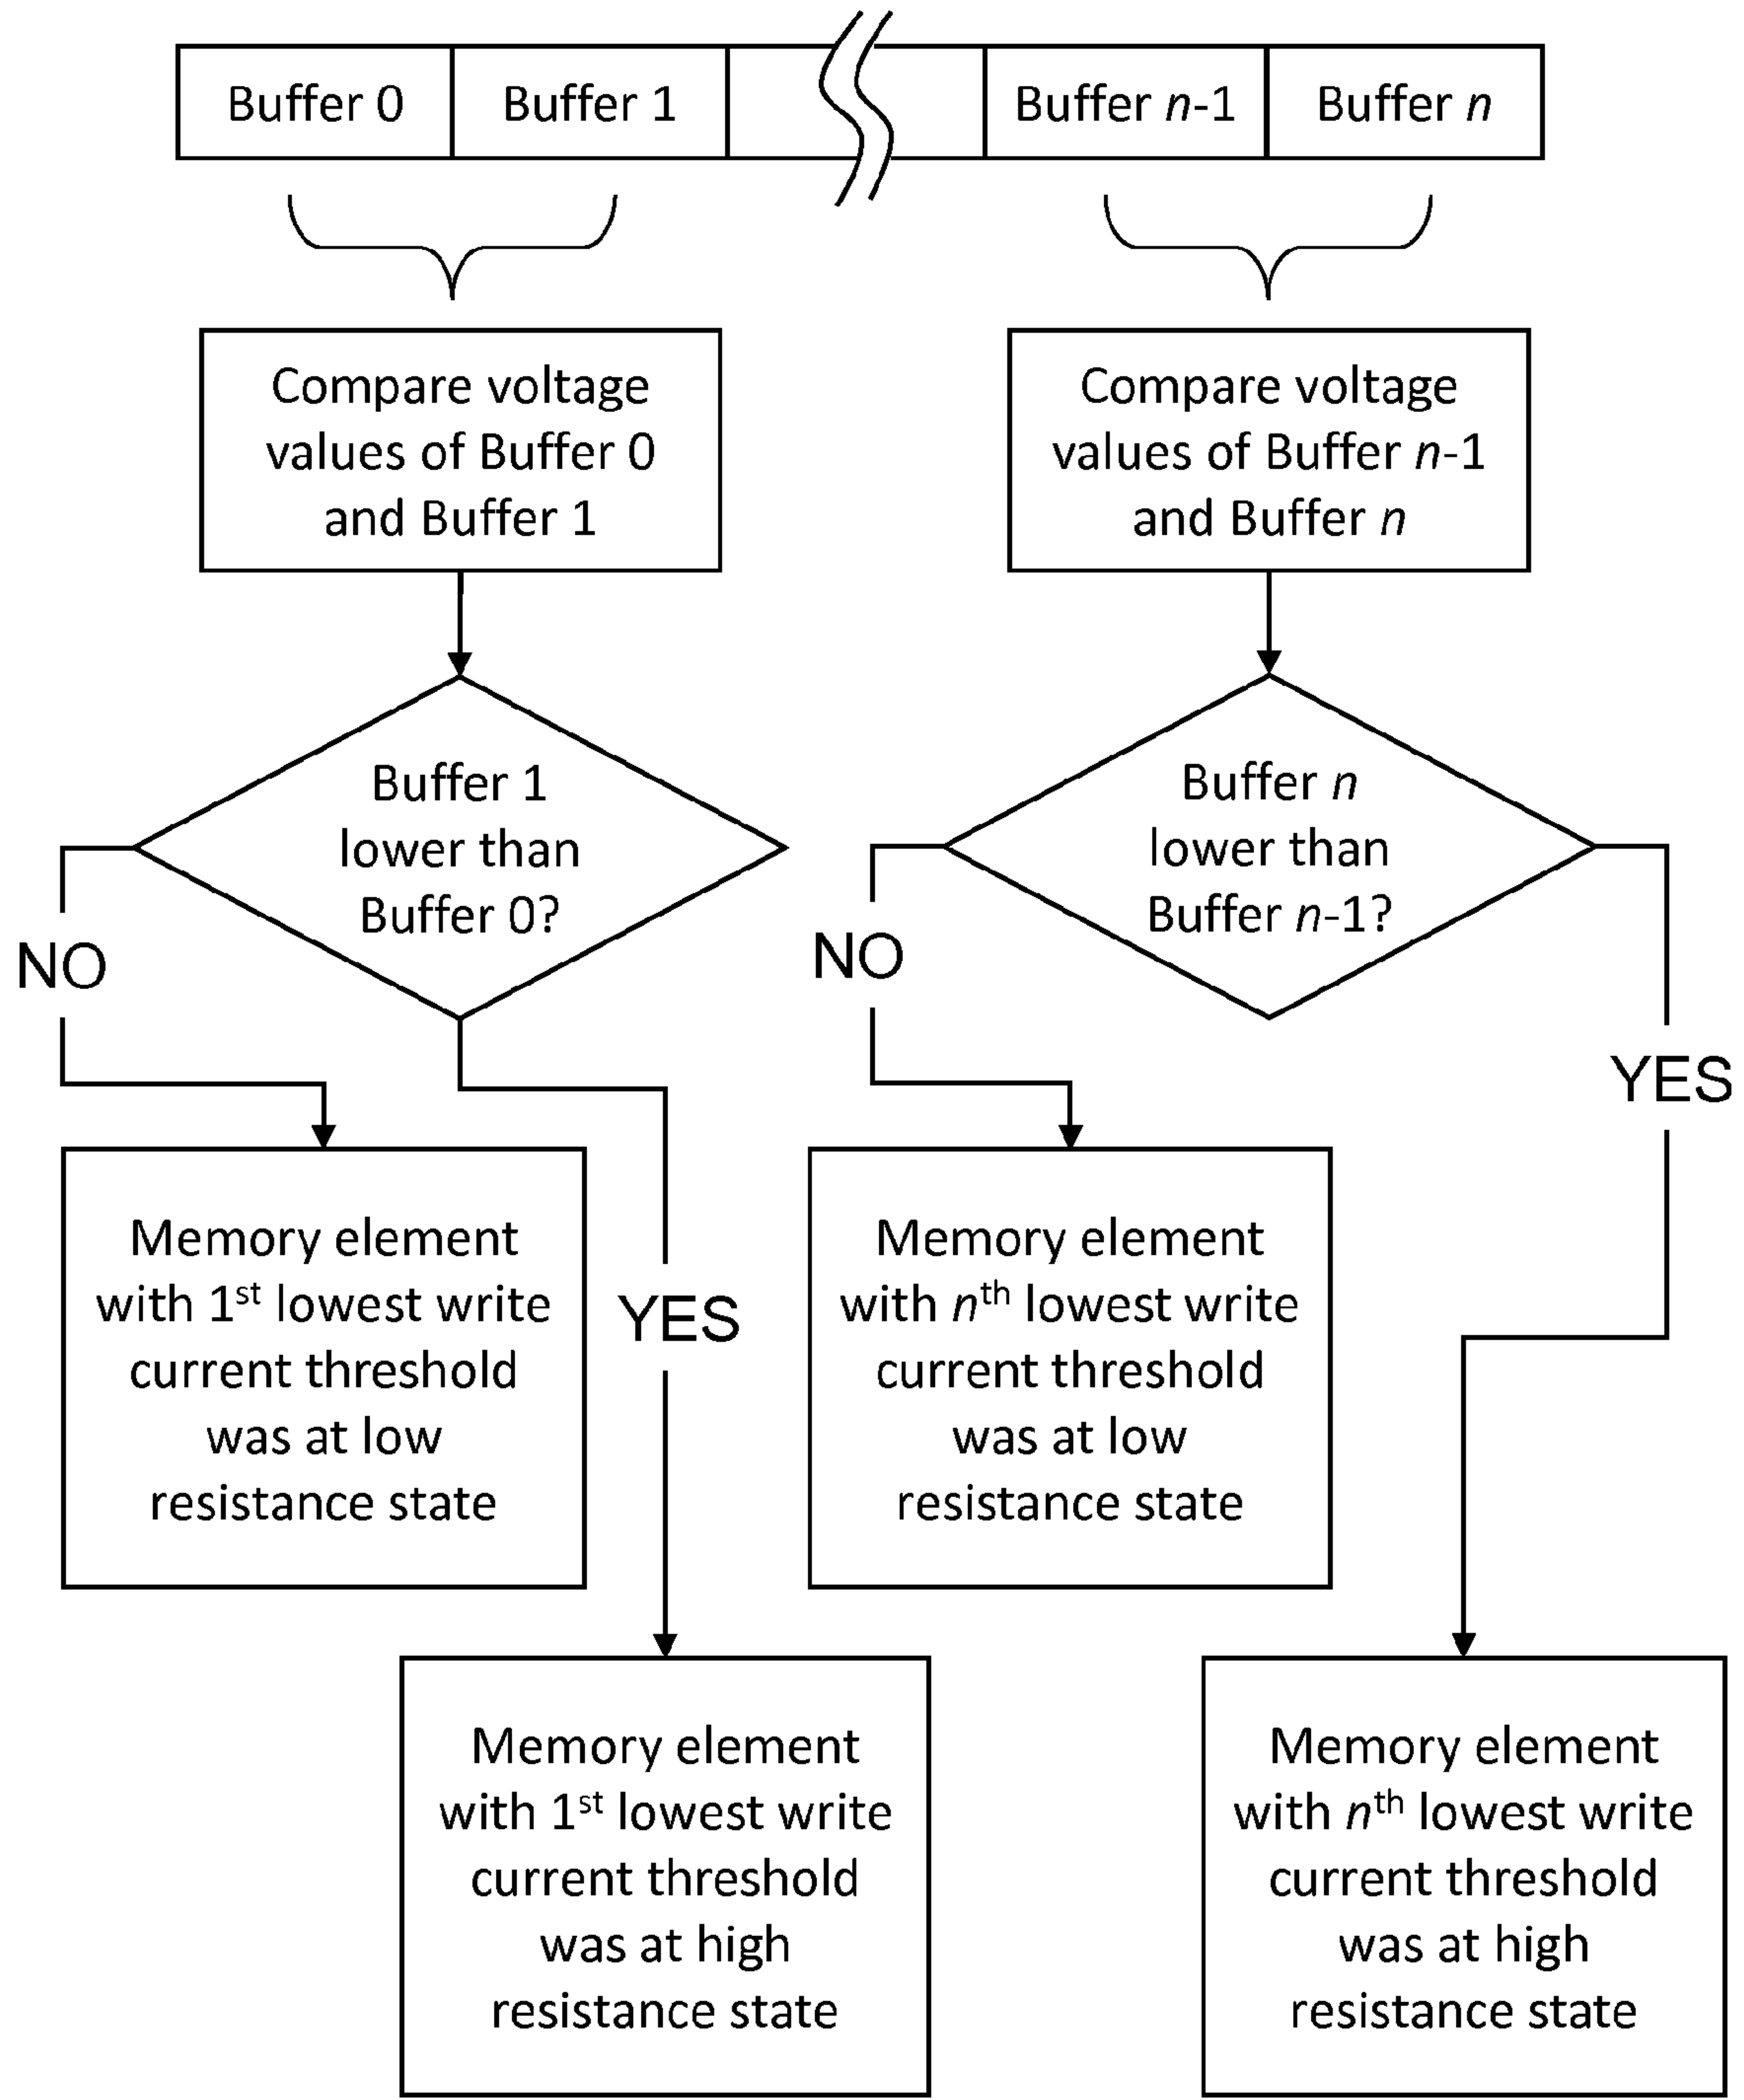 Buffer 0 Buffer 1 Buffer n-1 Buffer n
Compare voltage
values of Buffer 0
and Buffer 1
Compare voltage
values of Buffer n-1
and Buffer n
Buffer 1
lower than
Buffer 0?
Buffer n
lower than
Buffer n-1?
NO
NO
YES
YES
Memory element
with 1st lowest write
current threshold
was at low
resistance state
Memory element
with nth lowest write
current threshold
was at low
resistance state
Memory element
with 1st lowest write
current threshold
was at high
resistance state
Memory element
with nth lowest write
current threshold
was at high
resistance state